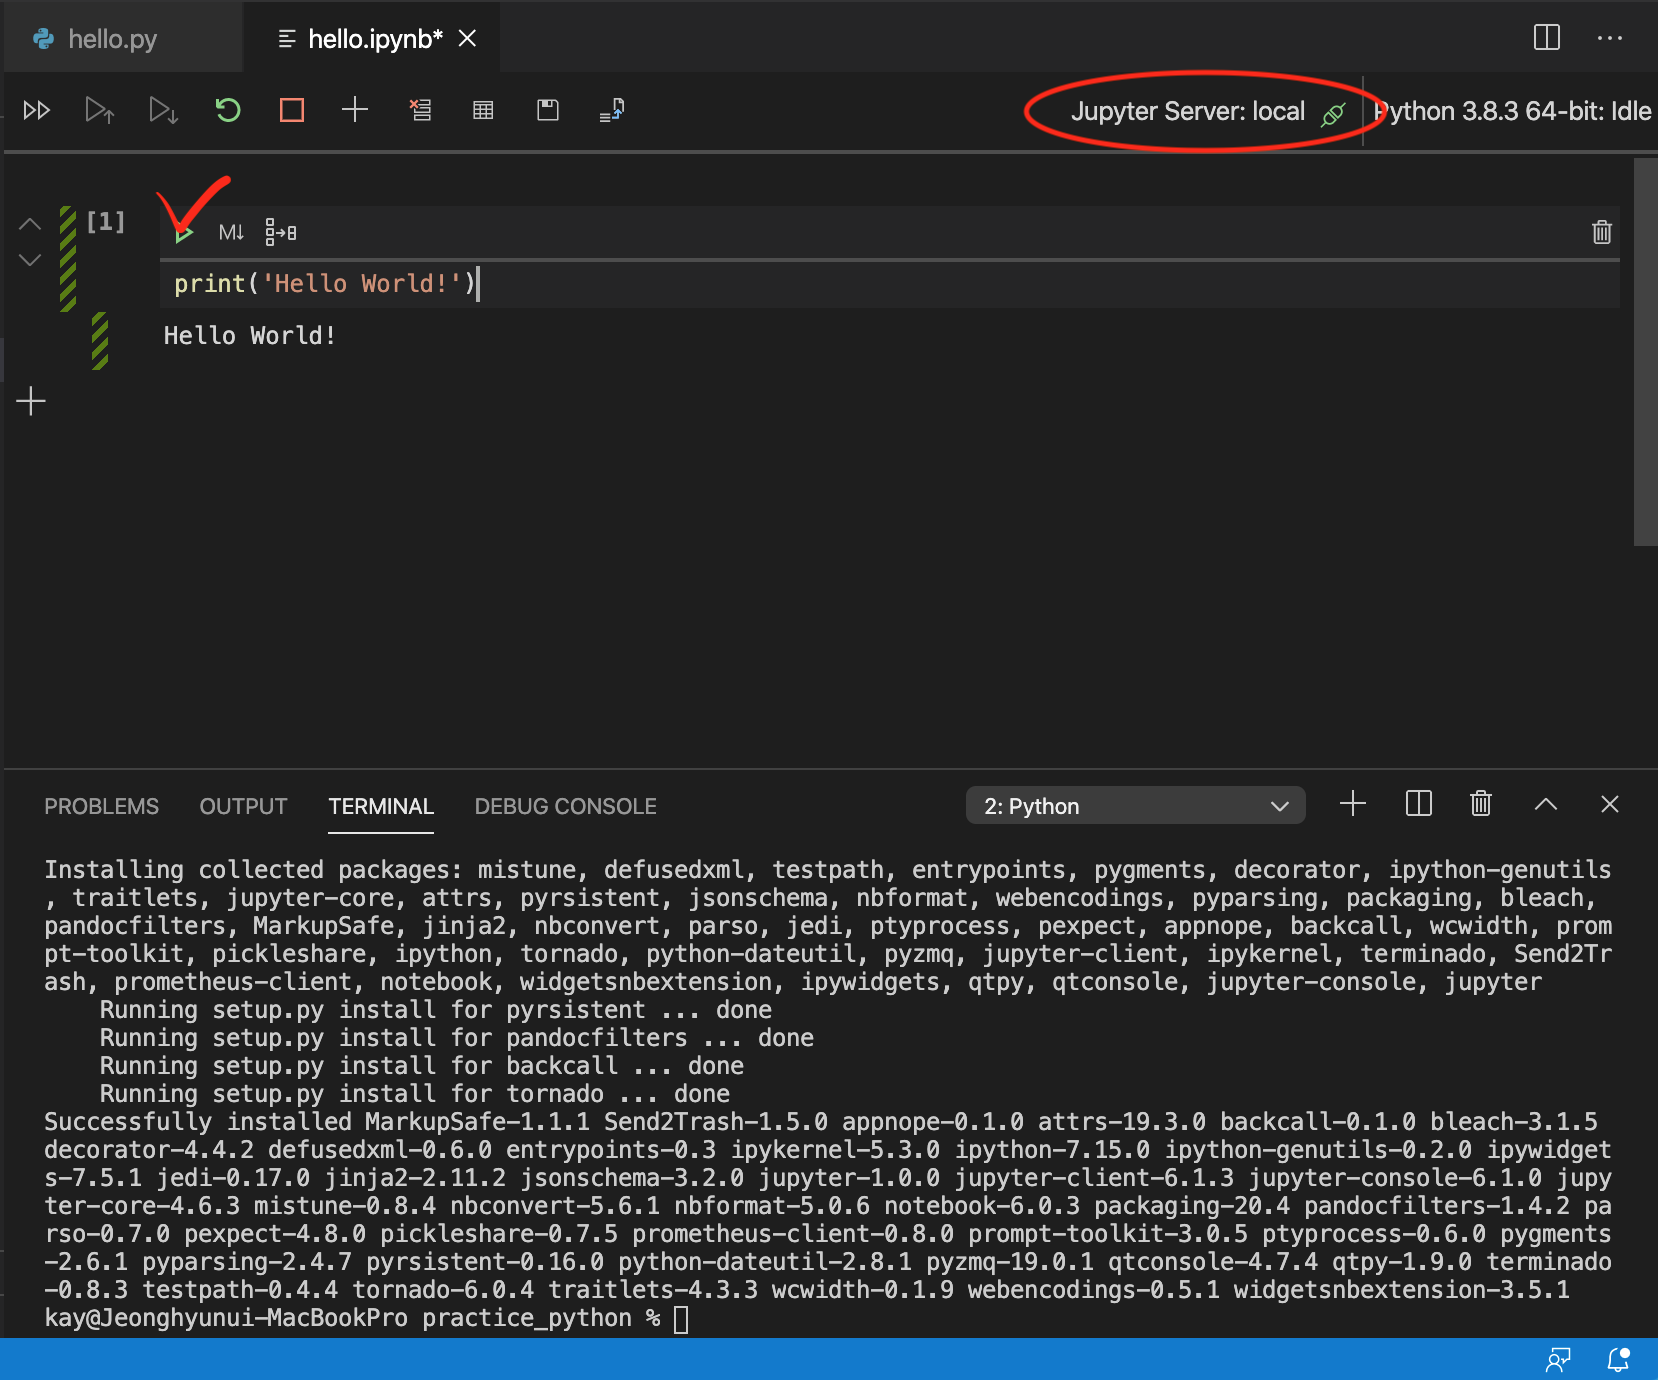 hello.py
hello.ipynb*
Jupyter Server: local
Python 3.8.3 64-bit: Idle
[1]
M↓
print('Hello World!')
Hello World!
PROBLEMS
OUTPUT
TERMINAL
DEBUG CONSOLE
2: Python
Installing collected packages: mistune, defusedxml, testpath, entrypoints, pygments, decorator, ipython-genutils
, traitlets, jupyter-core, attrs, pyrsistent, jsonschema, nbformat, webencodings, pyparsing, packaging, bleach,
pandocfilters, MarkupSafe, jinja2, nbconvert, parso, jedi, ptyprocess, pexpect, appnope, backcall, wcwidth, prom
pt-toolkit, pickleshare, ipython, tornado, python-dateutil, pyzmq, jupyter-client, ipykernel, terminado, Send2Tr
ash, prometheus-client, notebook, widgetsnbextension, ipywidgets, qtpy, qtconsole, jupyter-console, jupyter
Running setup.py install for pyrsistent ... done
Running setup.py install for pandocfilters ... done
Running setup.py install for backcall ... done
Running setup.py install for tornado ... done
Successfully installed MarkupSafe-1.1.1 Send2Trash-1.5.0 appnope-0.1.0 attrs-19.3.0 backcall-0.1.0 bleach-3.1.5
decorator-4.4.2 defusedxml-0.6.0 entrypoints-0.3 ipykernel-5.3.0 ipython-7.15.0 ipython-genutils-0.2.0 ipywidget
s-7.5.1 jedi-0.17.0 jinja2-2.11.2 jsonschema-3.2.0 jupyter-1.0.0 jupyter-client-6.1.3 jupyter-console-6.1.0 jupy
ter-core-4.6.3 mistune-0.8.4 nbconvert-5.6.1 nbformat-5.0.6 notebook-6.0.3 packaging-20.4 pandocfilters-1.4.2 pa
rso-0.7.0 pexpect-4.8.0 pickleshare-0.7.5 prometheus-client-0.8.0 prompt-toolkit-3.0.5 ptyprocess-0.6.0 pygments
-2.6.1 pyparsing-2.4.7 pyrsistent-0.16.0 python-dateutil-2.8.1 pyzmq-19.0.1 qtconsole-4.7.4 qtpy-1.9.0 terminado
-0.8.3 testpath-0.4.4 tornado-6.0.4 traitlets-4.3.3 wcwidth-0.1.9 webencodings-0.5.1 widgetsnbextension-3.5.1
kay@Jeonghyunui-MacBookPro practice_python %